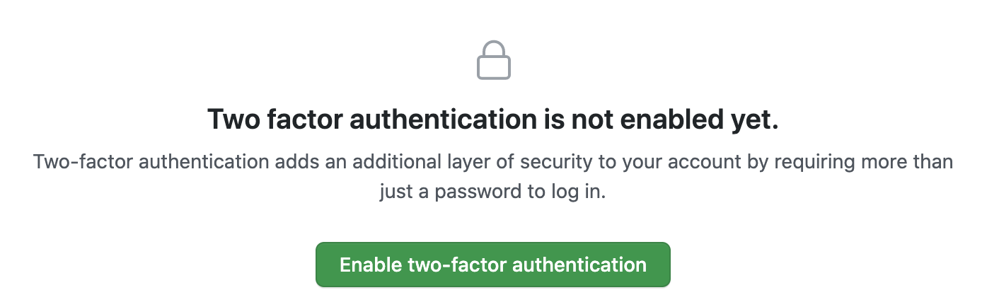 Two factor authentication is not enabled yet.
Two-factor authentication adds an additional layer of security to your account by requiring more than
just a password to log in.
Enable two-factor authentication